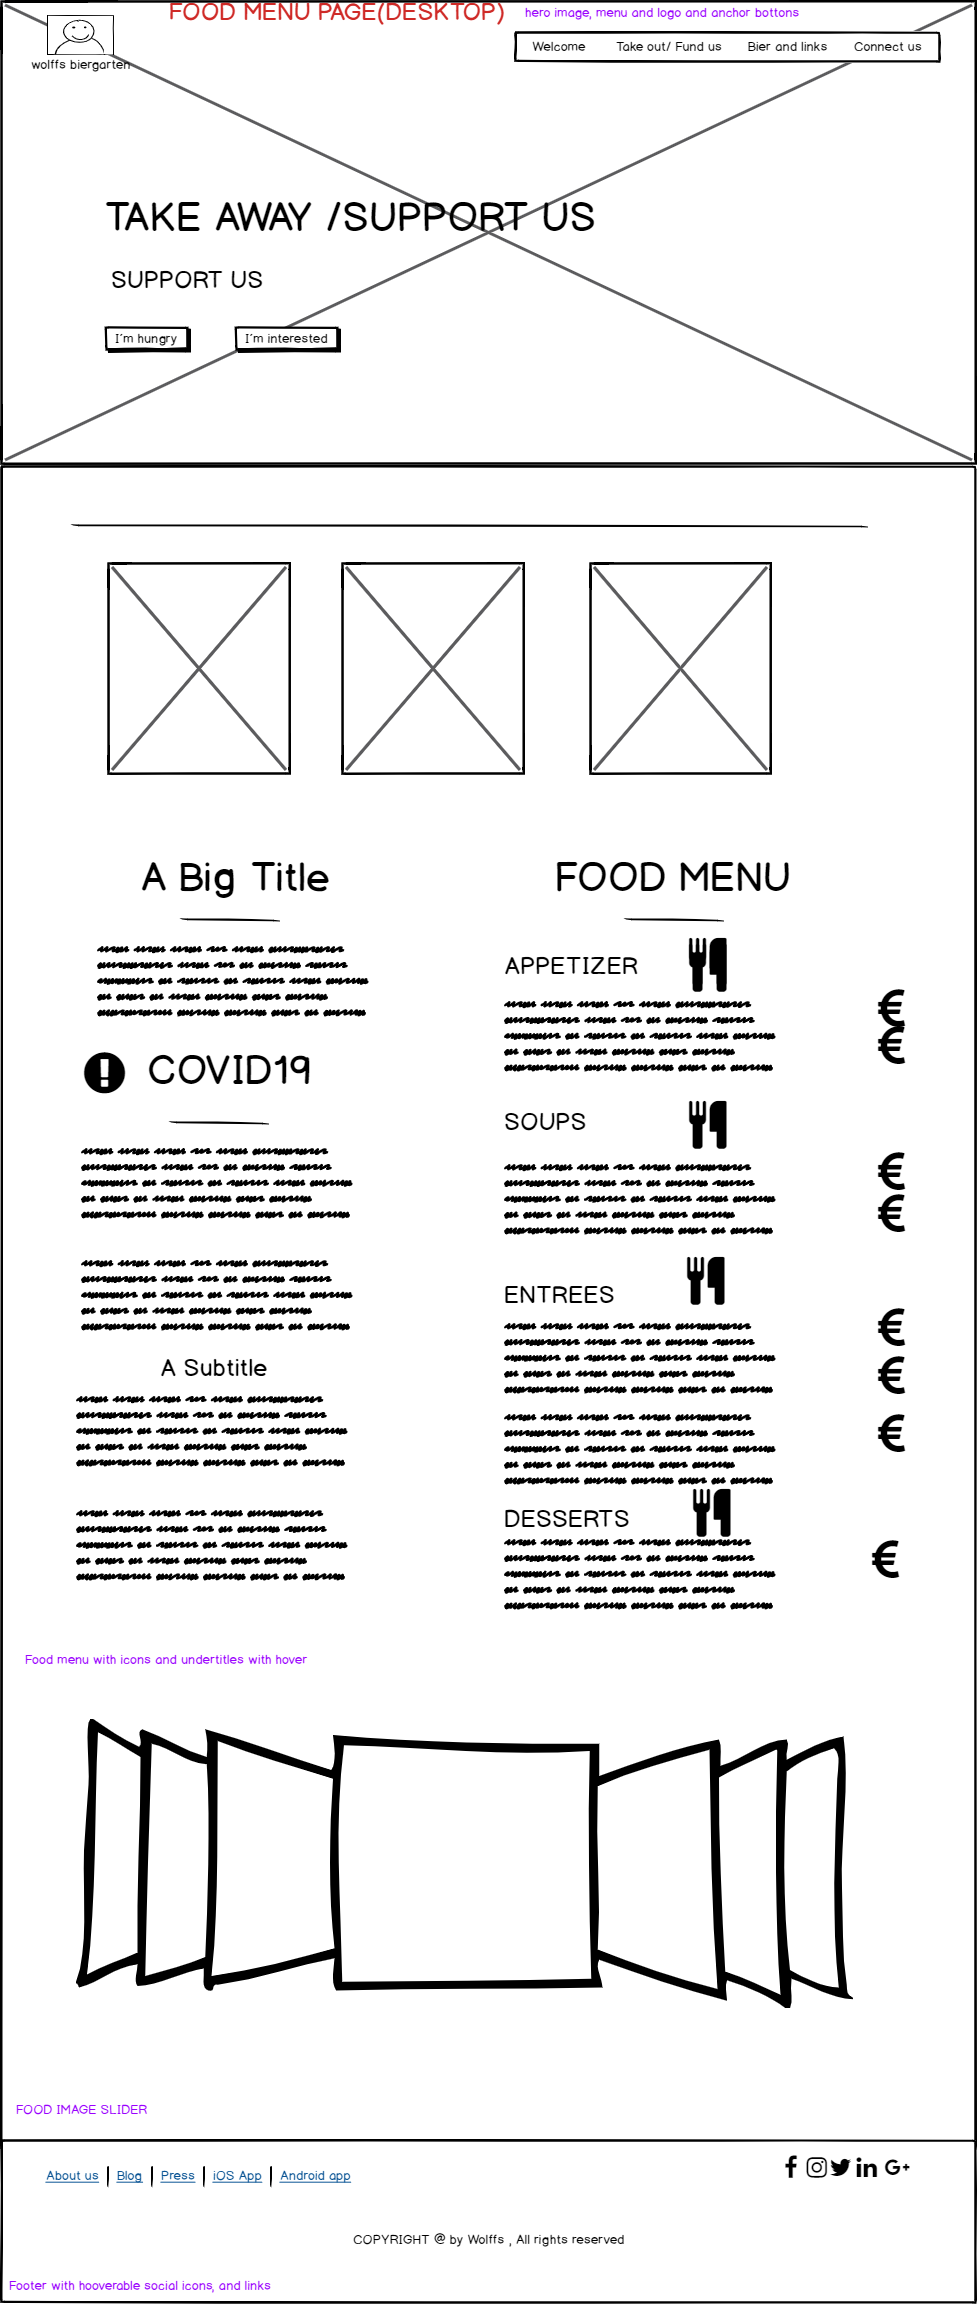 FOOD MENU PAGE(DESKTOP)
hero image, menu and logo and anchor bottons
wolffs biergarten
Welcome Take out/ Fund us Bier and links Connect us
TAKE AWAY /SUPPORT US
SUPPORT US
I´m hungry I´m interested
A Big Title
COVID19
A Subtitle
FOOD MENU
APPETIZER
€
€
SOUPS
€
€
ENTREES
€
€
€
DESSERTS
€
Food menu with icons and undertitles with hover
FOOD IMAGE SLIDER
About us | Blog | Press | iOS App | Android app
COPYRIGHT @ by Wolffs , All rights reserved
Footer with hooverable social icons, and links